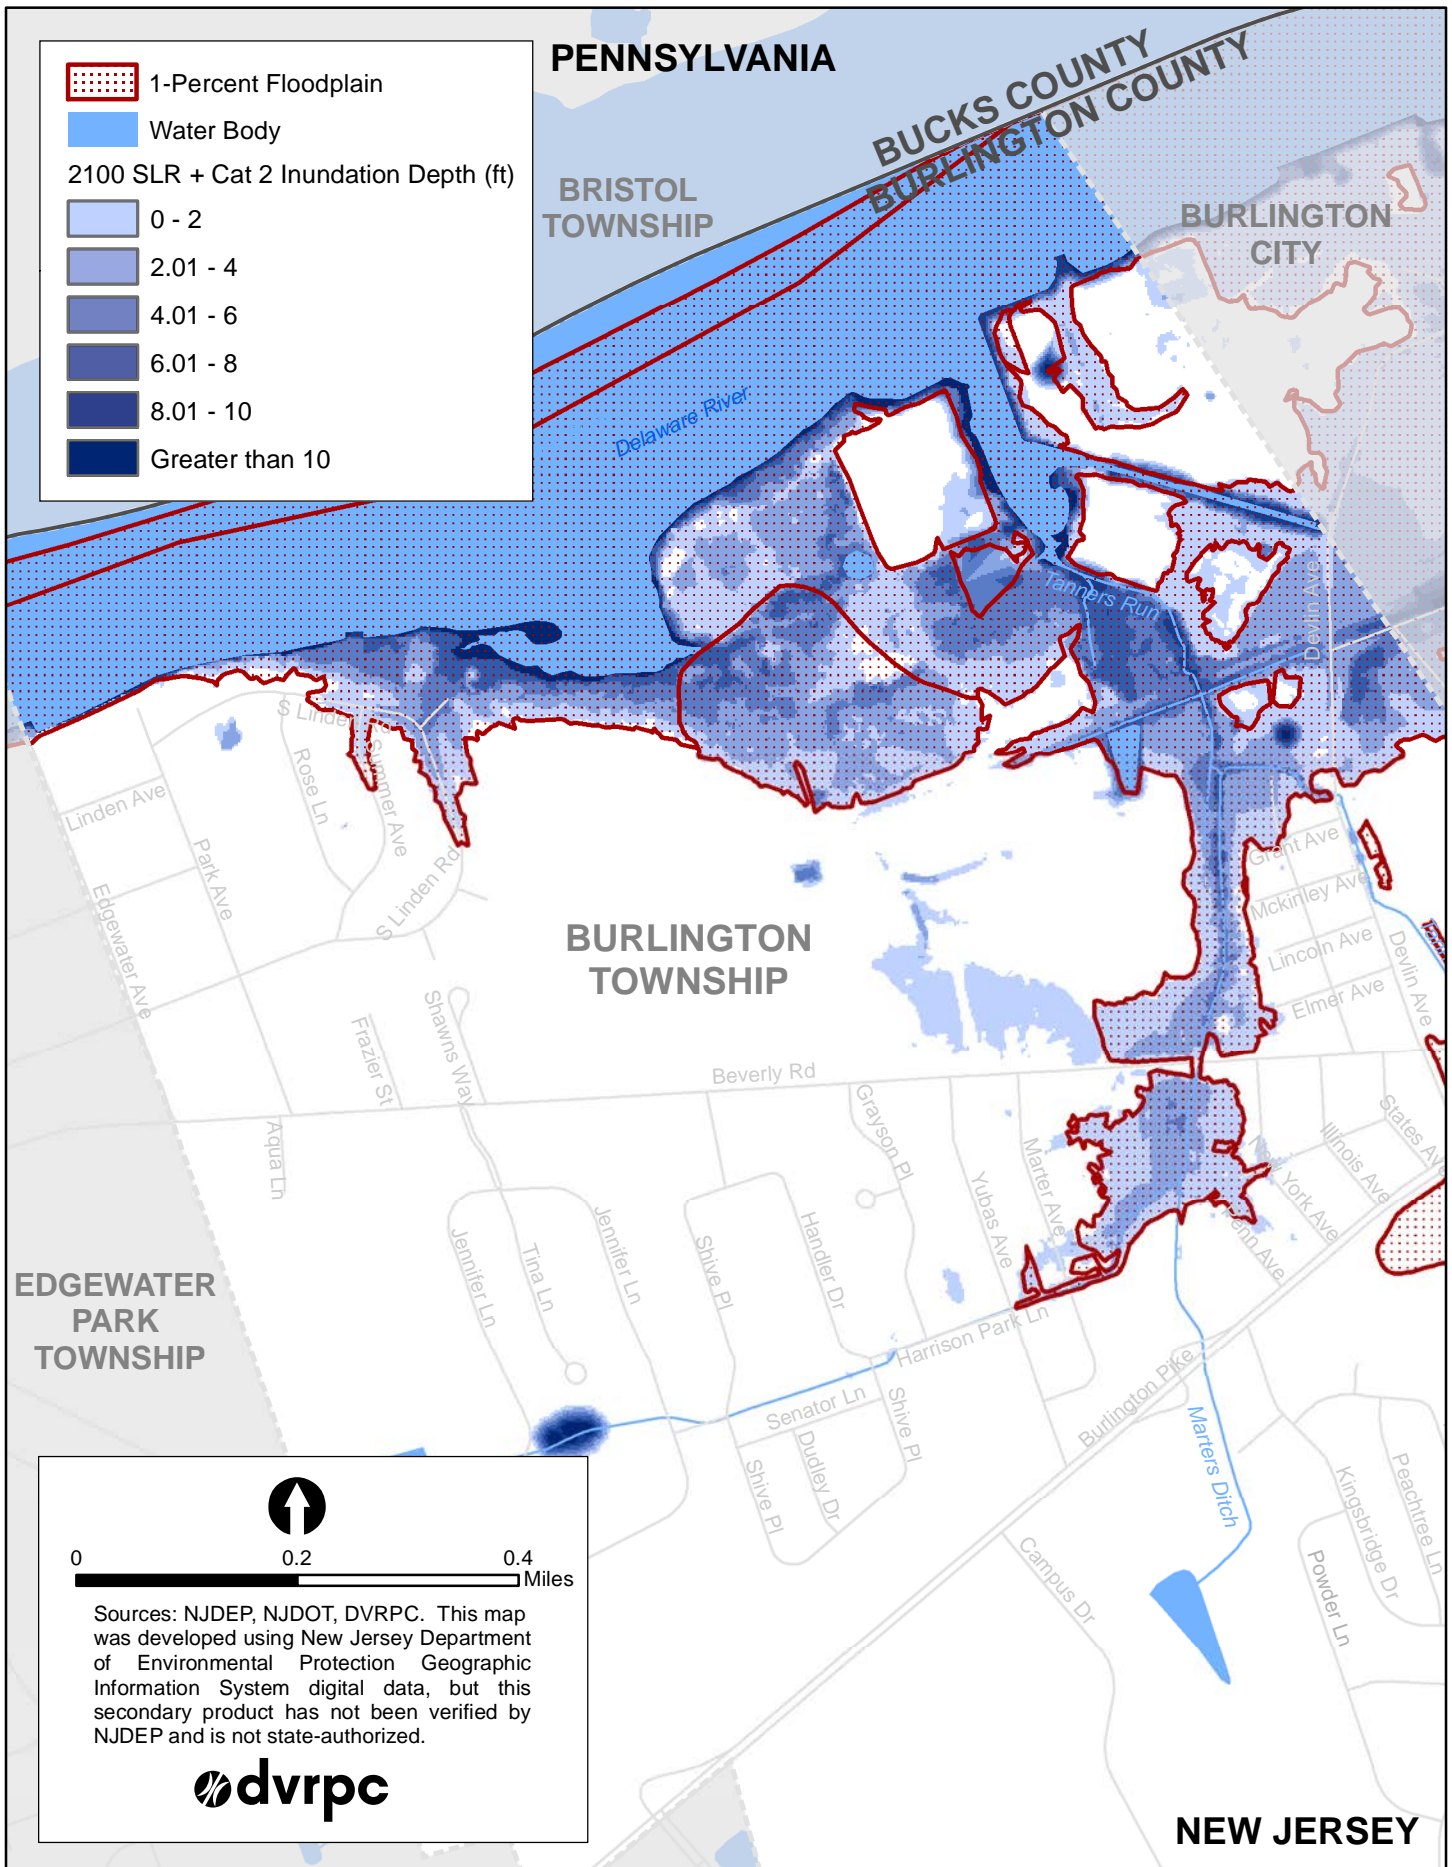 PENNSYLVANIA
BUCKS COUNTY
BURLINGTON COUNTY
1-Percent Floodplain
Water Body
2100 SLR + Cat 2 Inundation Depth (ft)
0 - 2
2.01 - 4
4.01 - 6
6.01 - 8
8.01 - 10
Greater than 10
BRISTOL
TOWNSHIP
BURLINGTON
CITY
Delaware River
Tanners Run
Devlin Ave
S Linden Rd
Rose Ln
Summer Ave
Linden Ave
Park Ave
S Linden Rd
Edgewater Ave
Grant Ave
Mckinley Ave
Lincoln Ave
Elmer Ave
Devlin Ave
BURLINGTON
TOWNSHIP
Shawns Way
Frazier St
Beverly Rd
Aqua Ln
Grayson Pl
Marter Ave
Yubas Ave
States Ave
Illinois Ave
New York Ave
Penn Ave
Jennifer Ln
Tina Ln
Jennifer Ln
Shive Pl
Handler Dr
EDGEWATER
PARK
TOWNSHIP
Harrison Park Ln
Senator Ln
Shive Pl
Burlington Pike
Shive Pl
Dudley Dr
Marters Ditch
Kingsbridge Dr
Peachtree Ln
Powder Ln
Campus Dr
0 0.2 0.4
Miles
Sources: NJDEP, NJDOT, DVRPC. This map
was developed using New Jersey Department
of Environmental Protection Geographic
Information System digital data, but this
secondary product has not been verified by
NJDEP and is not state-authorized.
dvrpc
NEW JERSEY